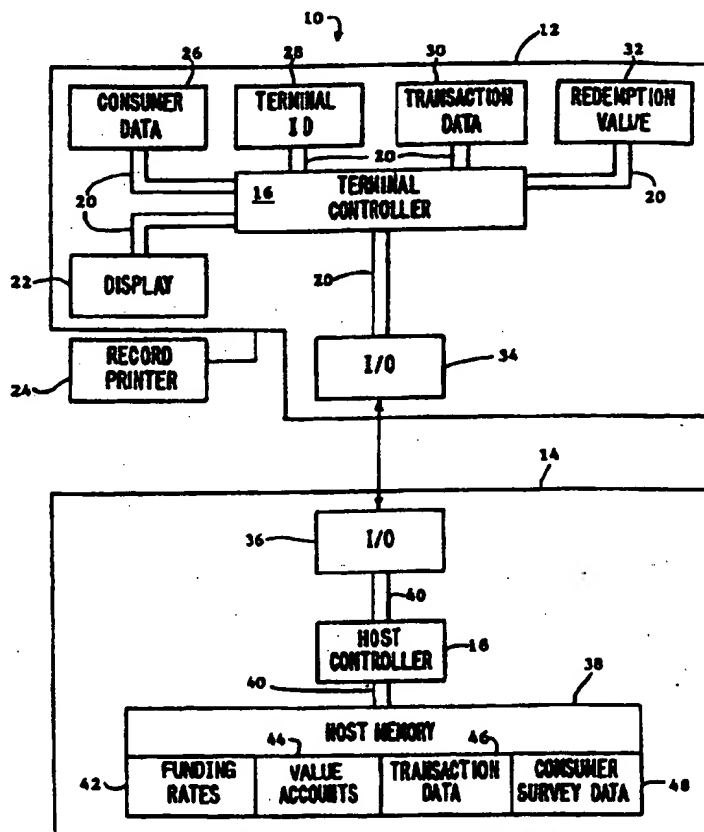 10
12
26
28
30
32
CONSUMER DATA
TERMINAL ID
TRANSACTION DATA
REDEMPTION VALUE
20
20
20
20
16
TERMINAL CONTROLLER
22
DISPLAY
20
24
RECORD PRINTER
I/O
34
14
36
I/O
40
HOST CONTROLLER
16
40
38
HOST MEMORY
44
46
42
FUNDING RATES
VALUE ACCOUNTS
TRANSACTION DATA
CONSUMER SURVEY DATA
48